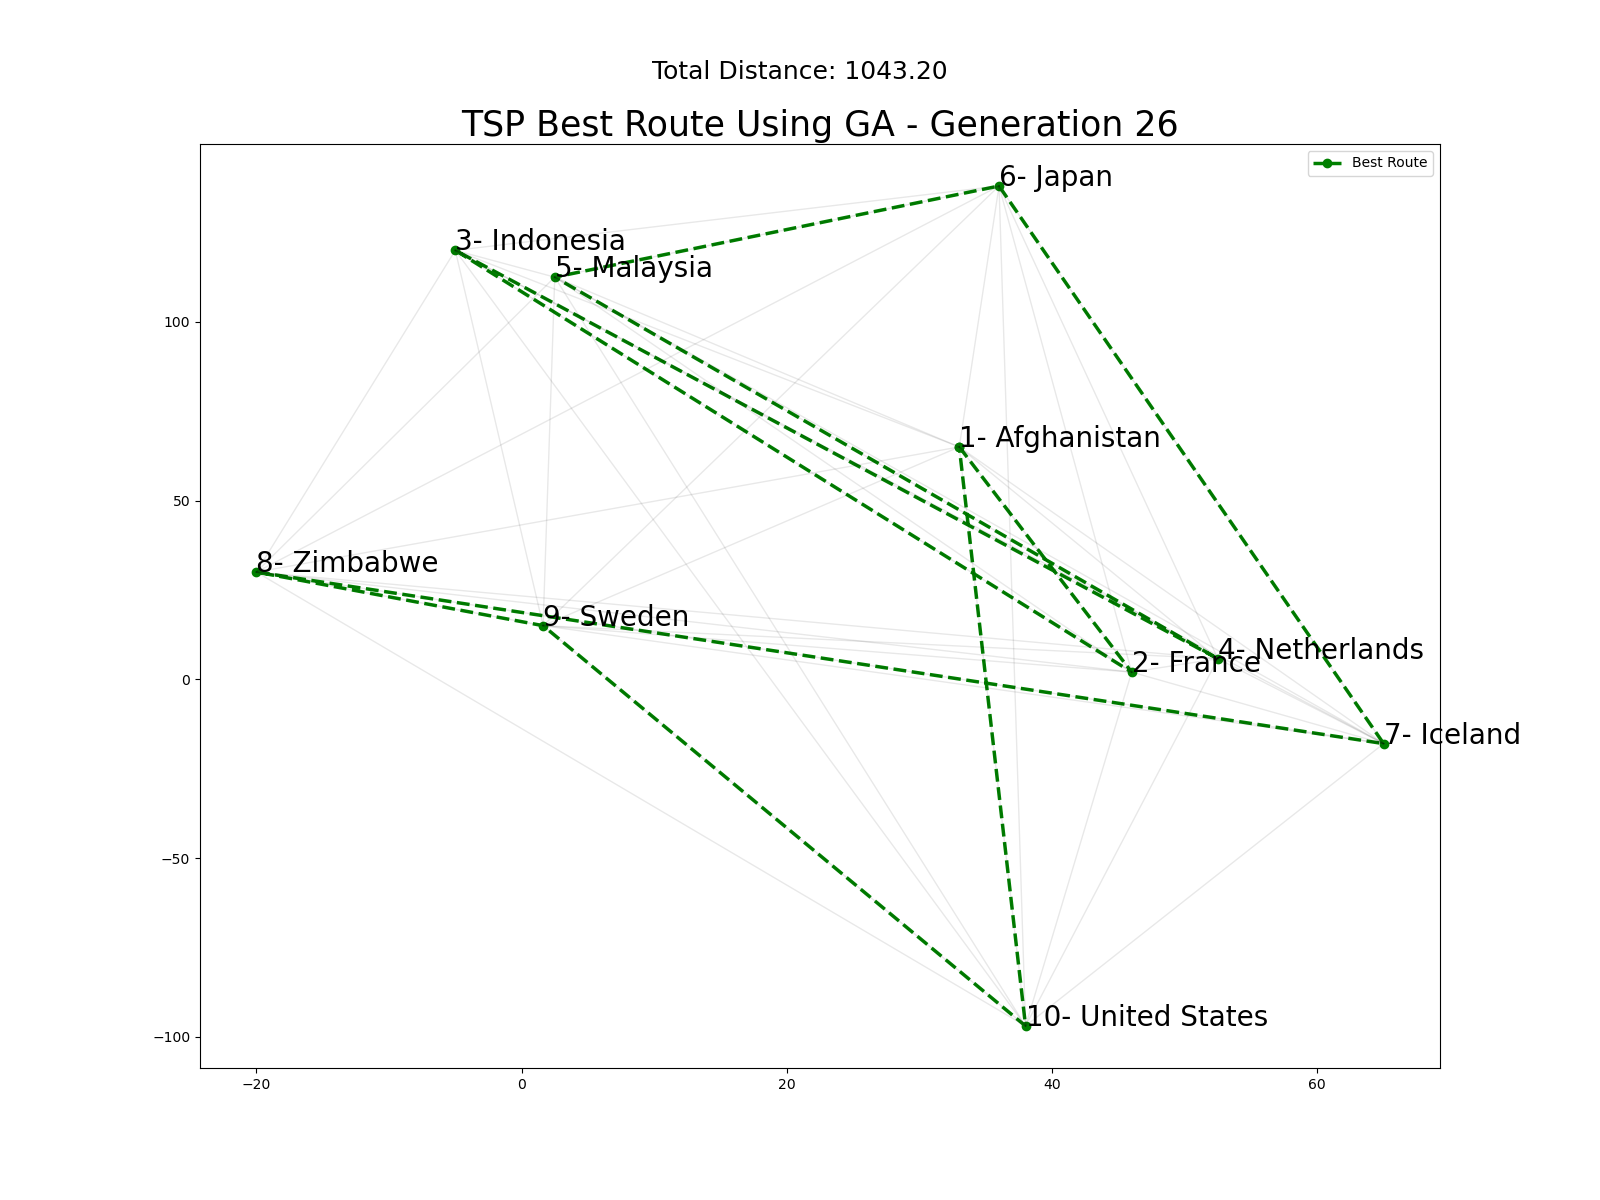 Total Distance: 1043.20
TSP Best Route Using GA - Generation 26
Best Route
6- Japan
3- Indonesia
5- Malaysia
100
1- Afghanistan
50
8- Zimbabwe
9- Sweden
4- Netherlands
2- France
0
7- Iceland
−50
10- United States
−100
−20 0 20 40 60